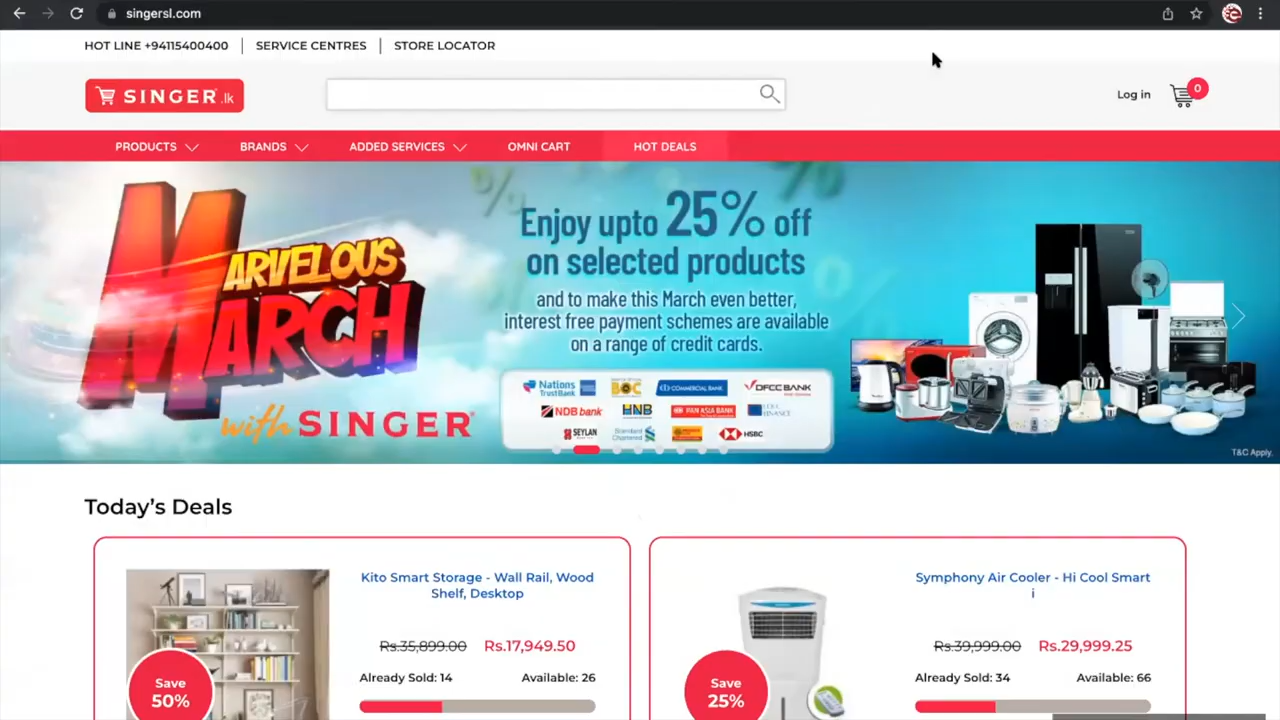 singersl.com
HOT LINE +94115400400
SERVICE CENTRES
STORE LOCATOR
SINGER.lk
Log in
0
PRODUCTS
BRANDS
ADDED SERVICES
OMNI CART
HOT DEALS
MARVELOUS
MARCH
with SINGER
Enjoy upto 25% off
on selected products
and to make this March even better,
interest free payment schemes are available
on a range of credit cards.
Nations
Trust Bank
BOC
COMMERCIAL BANK
DFCC BANK
NDB bank
HNB
PAN ASIA BANK
SEYLAN
Standard
Chartered
HSBC
T&C Apply.
Today's Deals
Kito Smart Storage - Wall Rail, Wood
Shelf, Desktop
Rs.35,899.00 Rs.17,949.50
Already Sold: 14 Available: 26
Save
50%
Symphony Air Cooler - Hi Cool Smart
i
Rs.39,999.00 Rs.29,999.25
Already Sold: 34 Available: 66
Save
25%